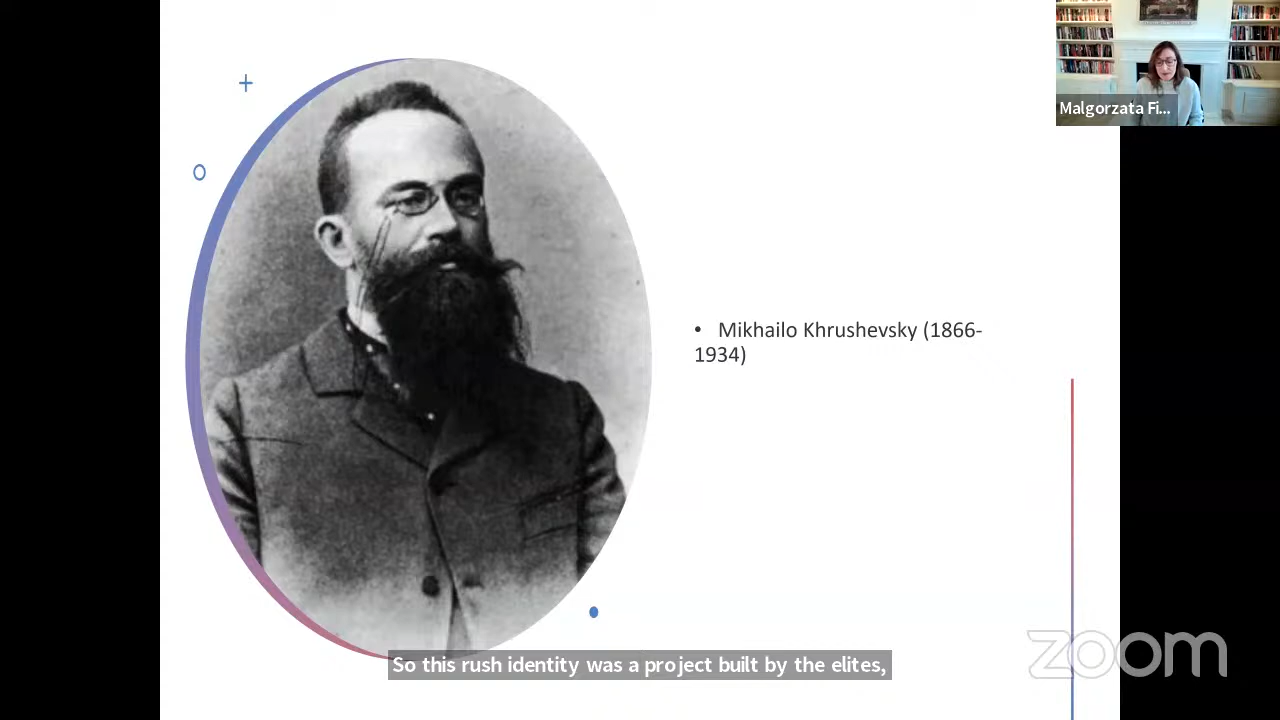 Malgorzata Fi...
• Mikhailo Khrushevsky (1866-
1934)
So this rush identity was a project built by the elites,
zoom